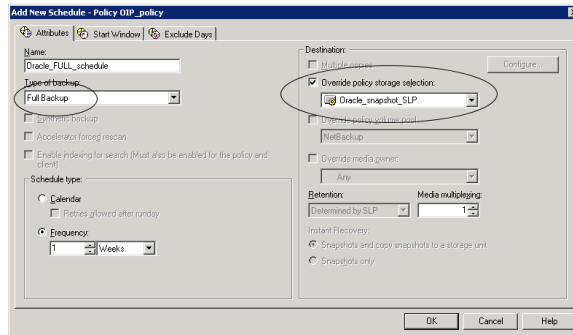 Add New Schedule - Policy OIP_policy
Attributes
Start Window
Exclude Days
Name:
Oracle_FULL_schedule
Type of backup:
Full Backup
Synthetic backup
Accelerator forced rescan
Enable indexing for search (Must also be enabled for the policy and
client)
Schedule type:
Calendar
Retries allowed after runday
Frequency:
1
Weeks
Destination:
Multiple copies
Configure...
Override policy storage selection:
Oracle_snapshot_SLP
Override policy volume pool:
NetBackup
Override media owner:
Any
Retention:
Media multiplexing:
Determined by SLP
1
Instant Recovery:
Snapshots and copy snapshots to a storage unit
Snapshots only
OK
Cancel
Help